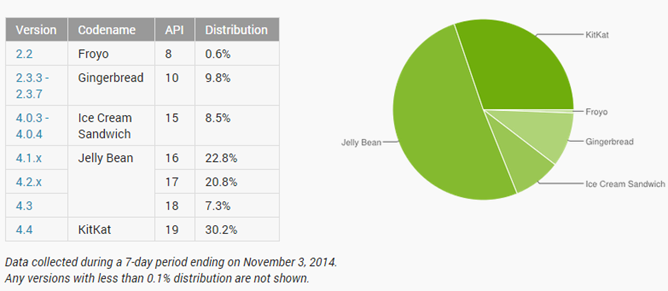 Version Codename API Distribution
2.2 Froyo 8 0.6%
2.3.3 - Gingerbread 10 9.8%
2.3.7
4.0.3 - Ice Cream 15 8.5%
4.0.4 Sandwich
4.1.x Jelly Bean 16 22.8%
4.2.x 17 20.8%
4.3 18 7.3%
4.4 KitKat 19 30.2%
KitKat
Froyo
Gingerbread
Jelly Bean
Ice Cream Sandwich
Data collected during a 7-day period ending on November 3, 2014.
Any versions with less than 0.1% distribution are not shown.